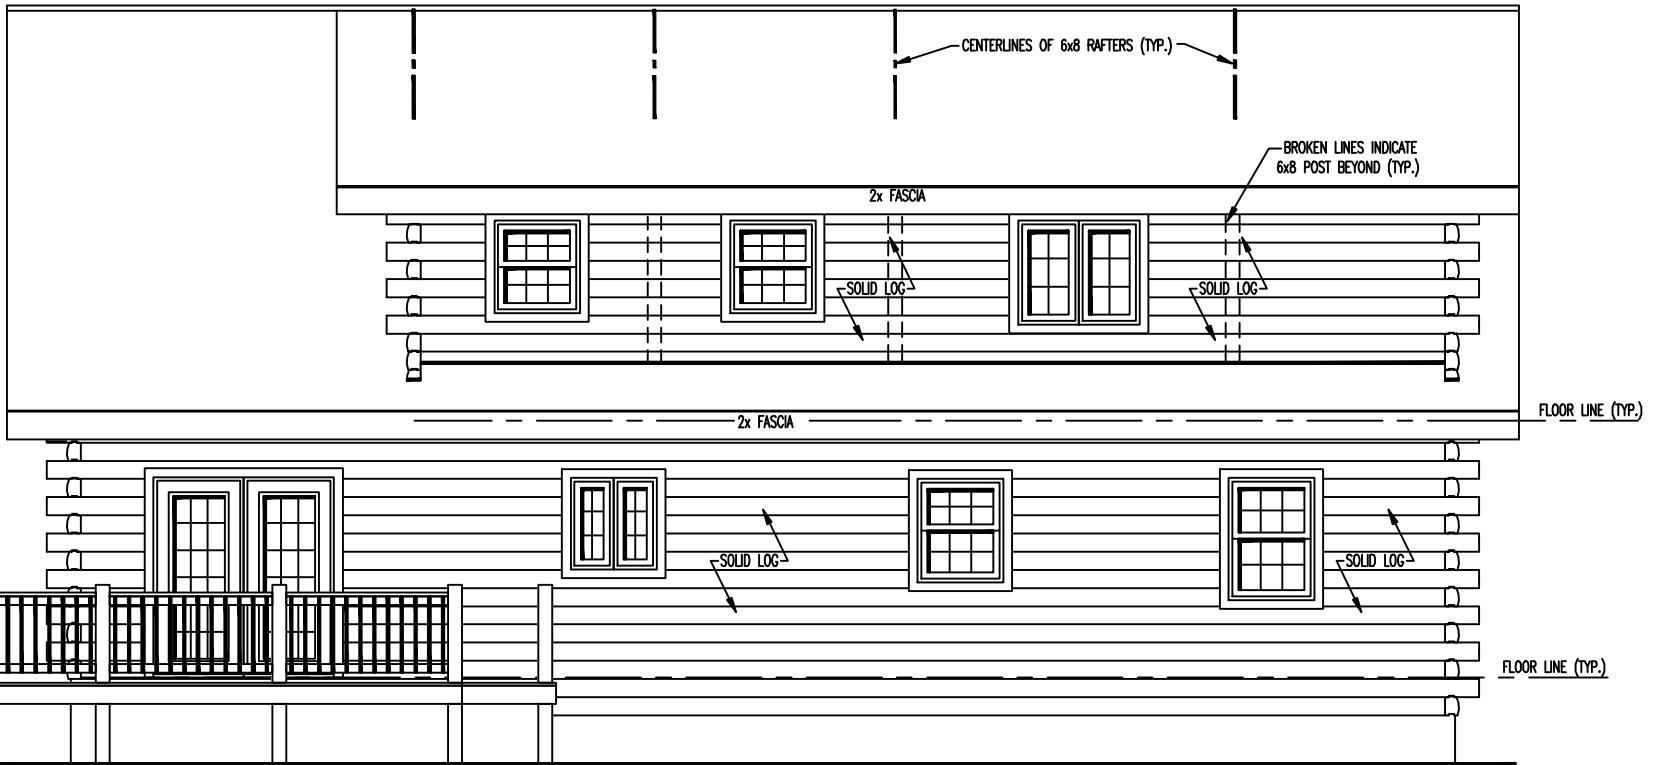 CENTERLINES OF 6x8 RAFTERS (TYP.)
BROKEN LINES INDICATE
6x8 POST BEYOND (TYP.)
2x FASCIA
SOLID LOG
SOLID LOG
FLOOR LINE (TYP.)
2x FASCIA
SOLID LOG
SOLID LOG
FLOOR LINE (TYP.)